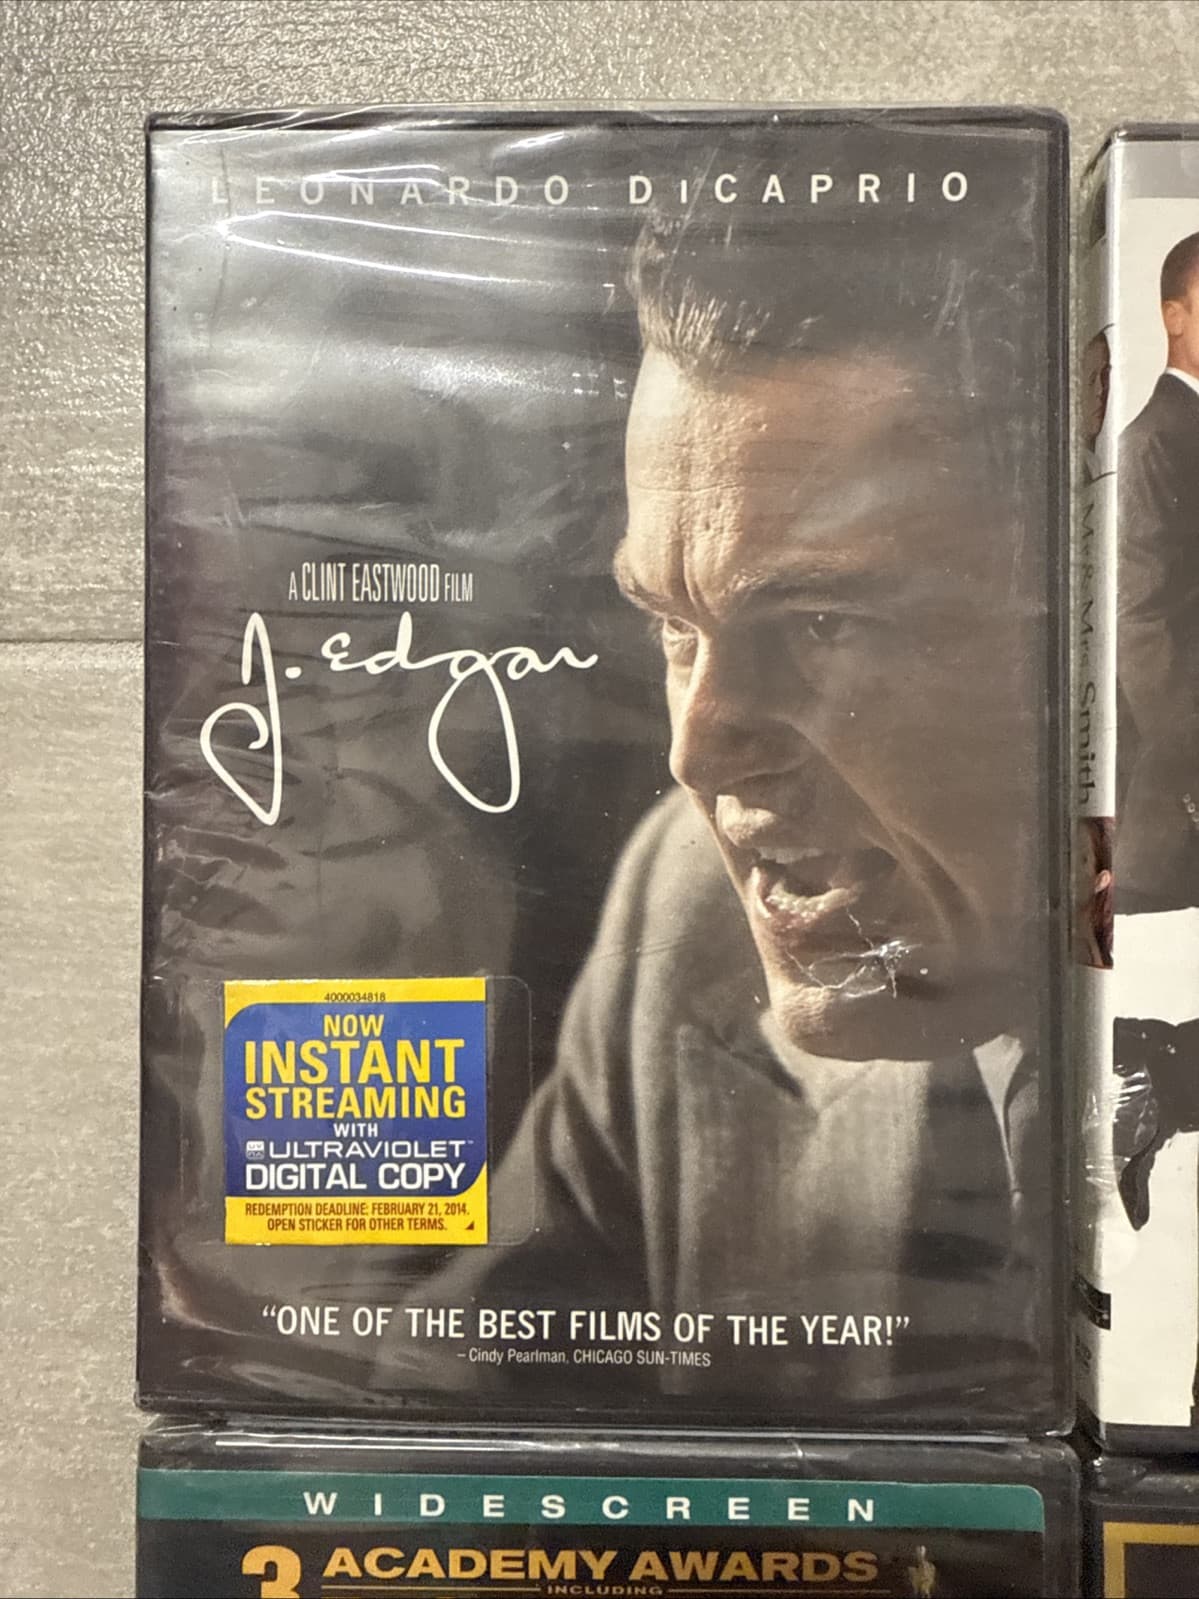 LEONARDO DiCAPRIO
A CLINT EASTWOOD FILM
J. Edgar
4000034818
NOW
INSTANT
STREAMING
WITH
UV ULTRAVIOLET™
DIGITAL COPY
REDEMPTION DEADLINE: FEBRUARY 21, 2014.
OPEN STICKER FOR OTHER TERMS.
“ONE OF THE BEST FILMS OF THE YEAR!”
– Cindy Pearlman, CHICAGO SUN-TIMES
Mr & Mrs Smith
WIDESCREEN
3 ACADEMY AWARDS
INCLUDING